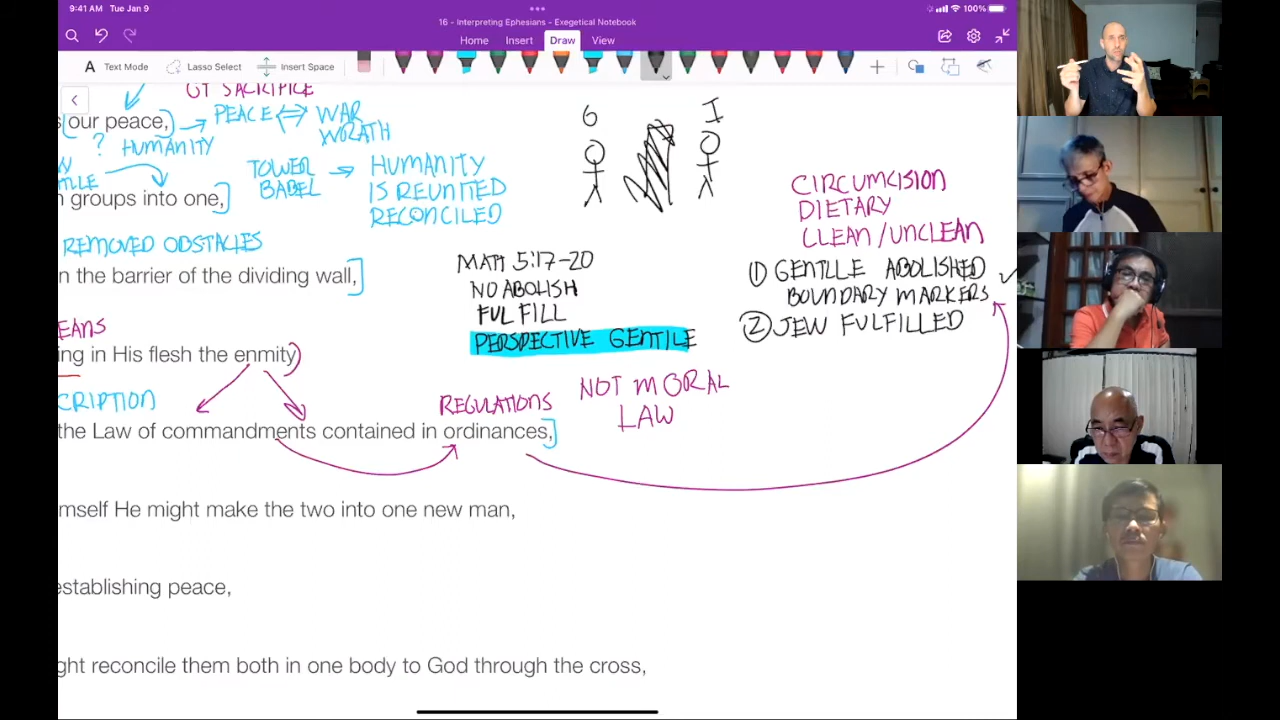 9:41 AM Tue Jan 9
100%
16 - Interpreting Ephesians - Exegetical Notebook
Home Insert Draw View
Text Mode Lasso Select Insert Space
OT SACRIFICE
our peace, PEACE WAR
WRATH
? HUMANITY
TOWER
BABEL
HUMANITY
IS REUNITED
RECONCILED
groups into one,
G I
CIRCUMCISION
DIETARY
CLEAN/UNCLEAN
REMOVED OBSTACLES
n the barrier of the dividing wall,
MATT 5:17-20
NO ABOLISH
FULFILL
PERSPECTIVE GENTILE
① GENTILE ABOLISHED
BOUNDARY MARKERS
② JEW FULFILLED
EANS
ing in His flesh the enmity
CRIPTION
REGULATIONS
NOT MORAL
LAW
the Law of commandments contained in ordinances,
mself He might make the two into one new man,
establishing peace,
ght reconcile them both in one body to God through the cross,